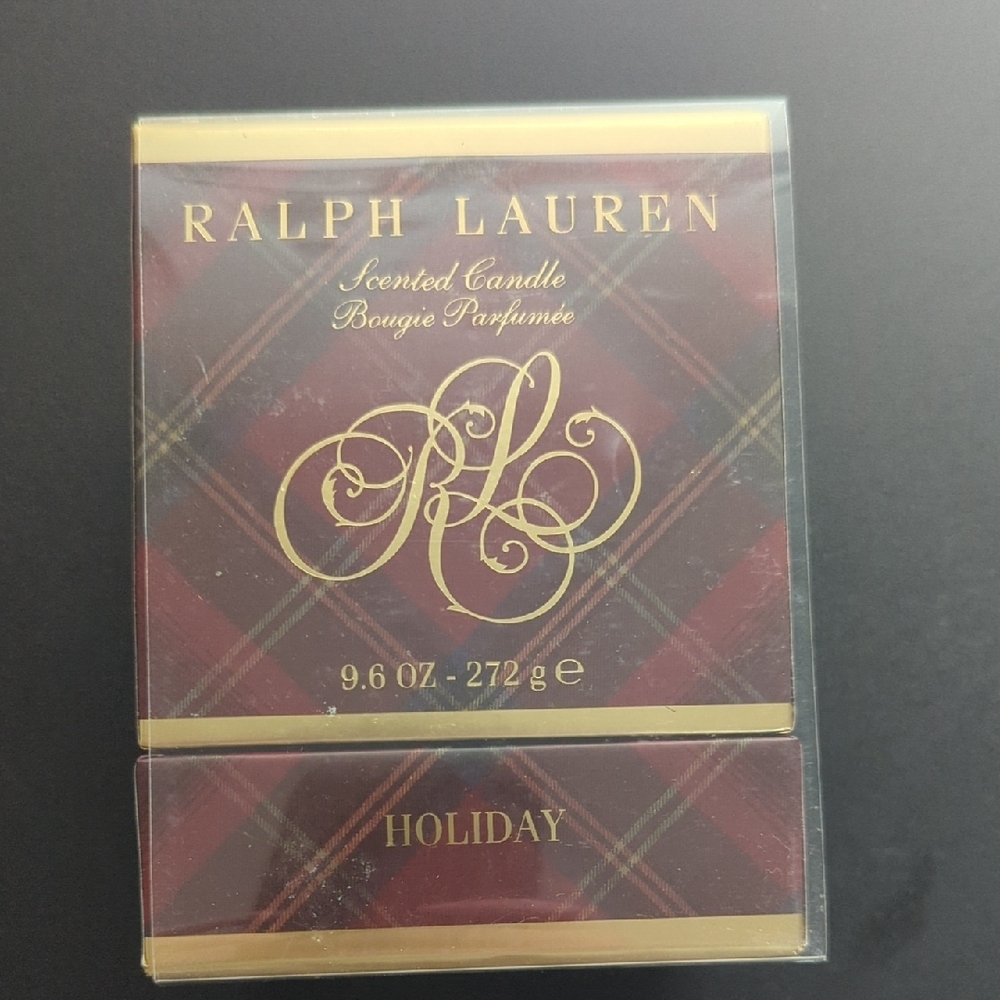 RALPH LAUREN
Scented Candle
Bougie Parfumée
RL
9.6 OZ - 272 g ℮
HOLIDAY